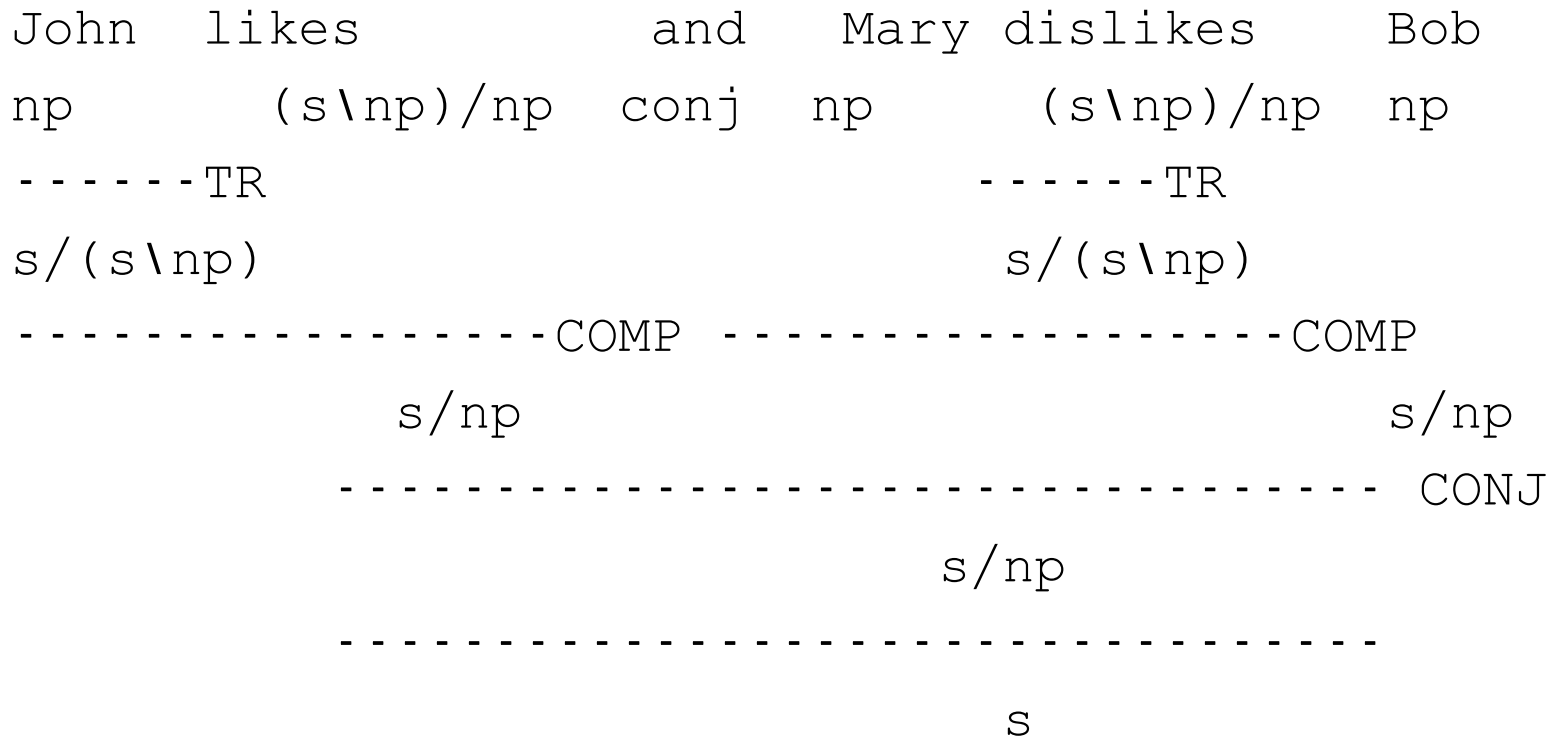 John likes and Mary dislikes Bob
np (s\np)/np conj np (s\np)/np np
------TR ------TR
s/(s\np) s/(s\np)
-----------------COMP ------------------COMP
s/np s/np
--------------------------------- CONJ
s/np
---------------------------------
s